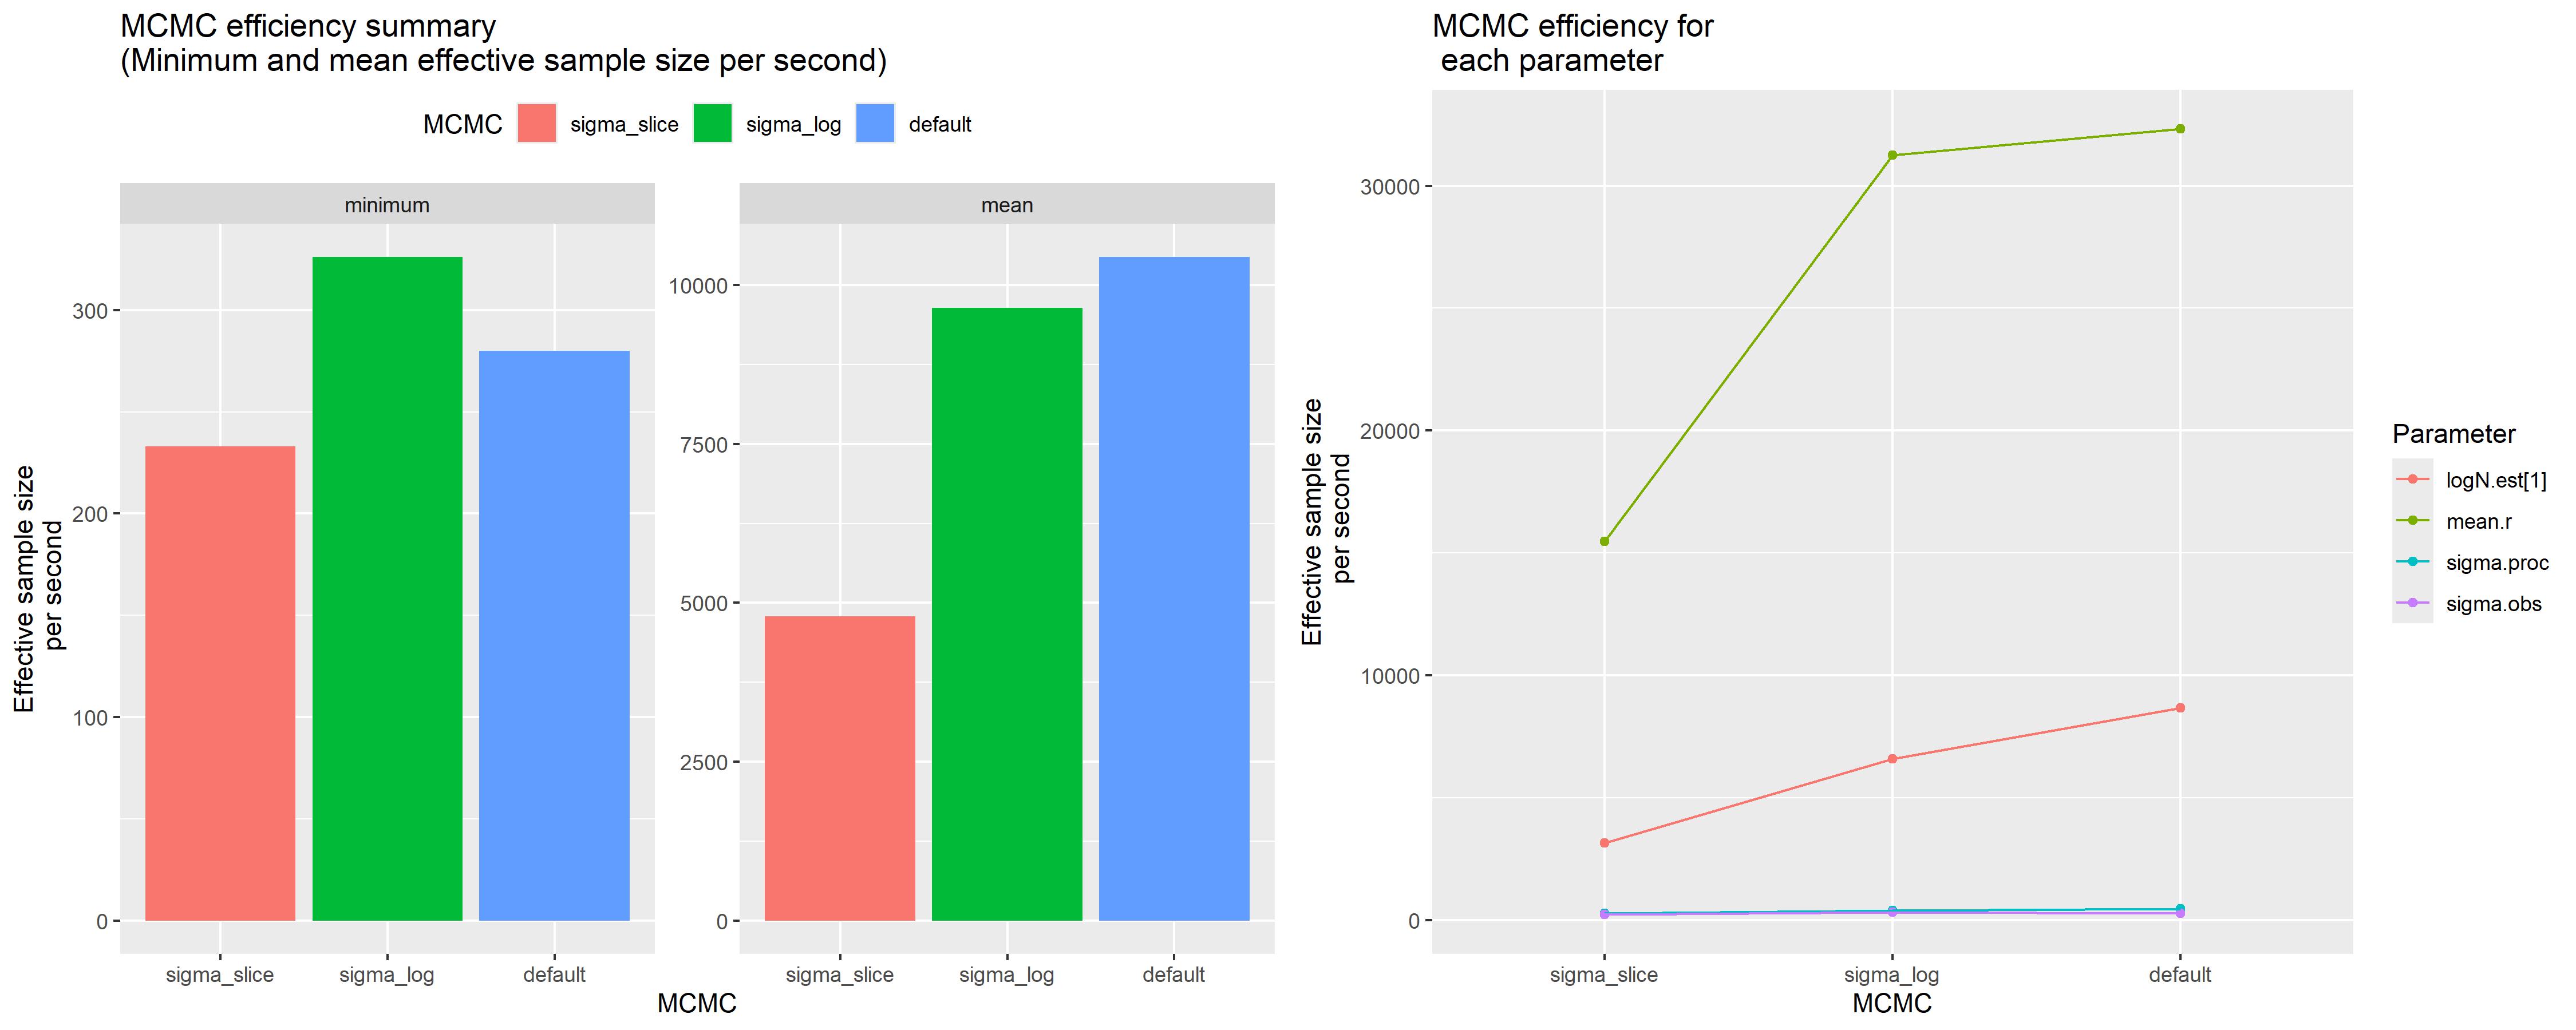 MCMC efficiency summary
(Minimum and mean effective sample size per second)
MCMC sigma_slice sigma_log default
minimum
mean
Effective sample size
per second
300
200
100
0
10000
7500
5000
2500
0
sigma_slice sigma_log default
sigma_slice sigma_log default
MCMC
MCMC efficiency for
each parameter
Effective sample size
per second
30000
20000
10000
0
sigma_slice sigma_log default
MCMC
Parameter
logN.est[1]
mean.r
sigma.proc
sigma.obs